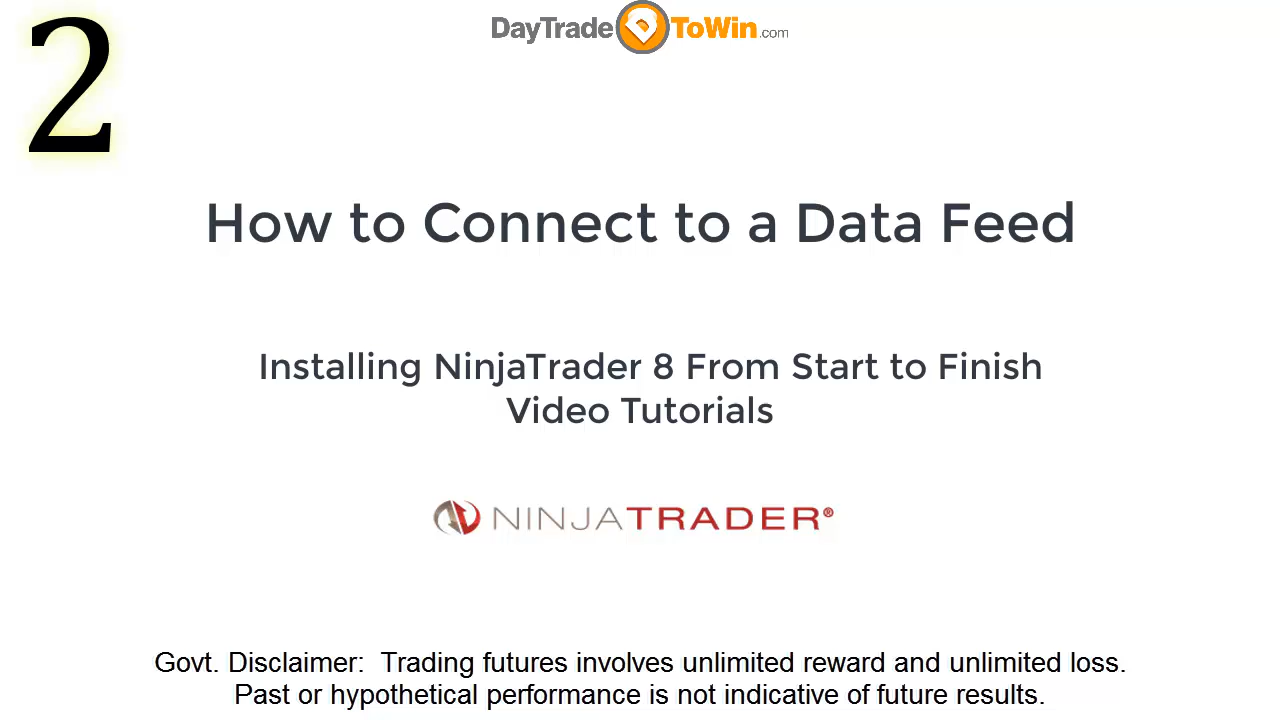 2
DayTradeToWin.com
How to Connect to a Data Feed
Installing NinjaTrader 8 From Start to Finish
Video Tutorials
NINJATRADER®
Govt. Disclaimer:  Trading futures involves unlimited reward and unlimited loss.
Past or hypothetical performance is not indicative of future results.